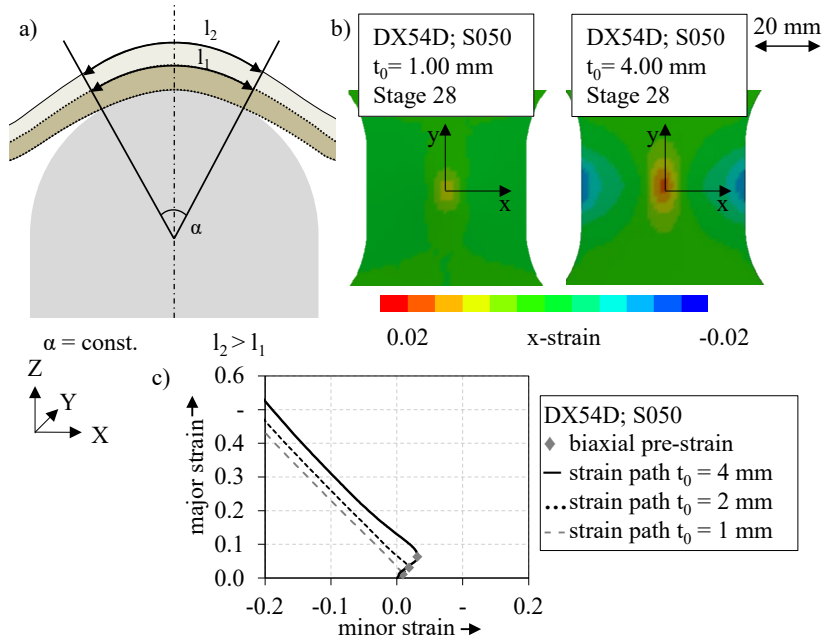 a)
l2
l1
α
α = const.
l2 > l1
Z
Y
X
b)
DX54D; S050
t0= 1.00 mm
Stage 28
DX54D; S050
t0= 4.00 mm
Stage 28
20 mm
y
x
y
x
0.02
x-strain
-0.02
c)
major strain
0.6
-
0.4
0.3
0.2
0.1
0.0
-0.2
-0.1
0.0
-
0.2
minor strain
DX54D; S050
biaxial pre-strain
strain path t0 = 4 mm
strain path t0 = 2 mm
strain path t0 = 1 mm